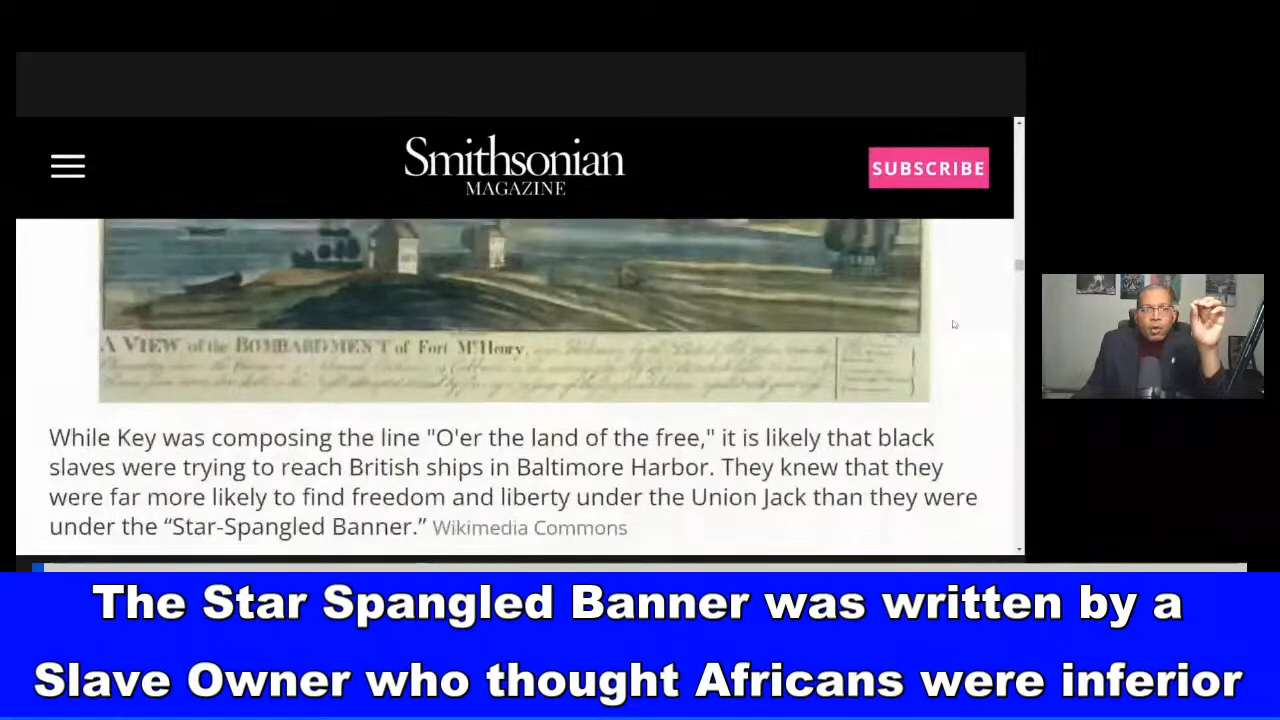 Smithsonian
MAGAZINE
SUBSCRIBE
A VIEW of the BOMBARDMENT of Fort McHenry,
While Key was composing the line "O'er the land of the free," it is likely that black
slaves were trying to reach British ships in Baltimore Harbor. They knew that they
were far more likely to find freedom and liberty under the Union Jack than they were
under the “Star-Spangled Banner.” Wikimedia Commons
The Star Spangled Banner was written by a
Slave Owner who thought Africans were inferior